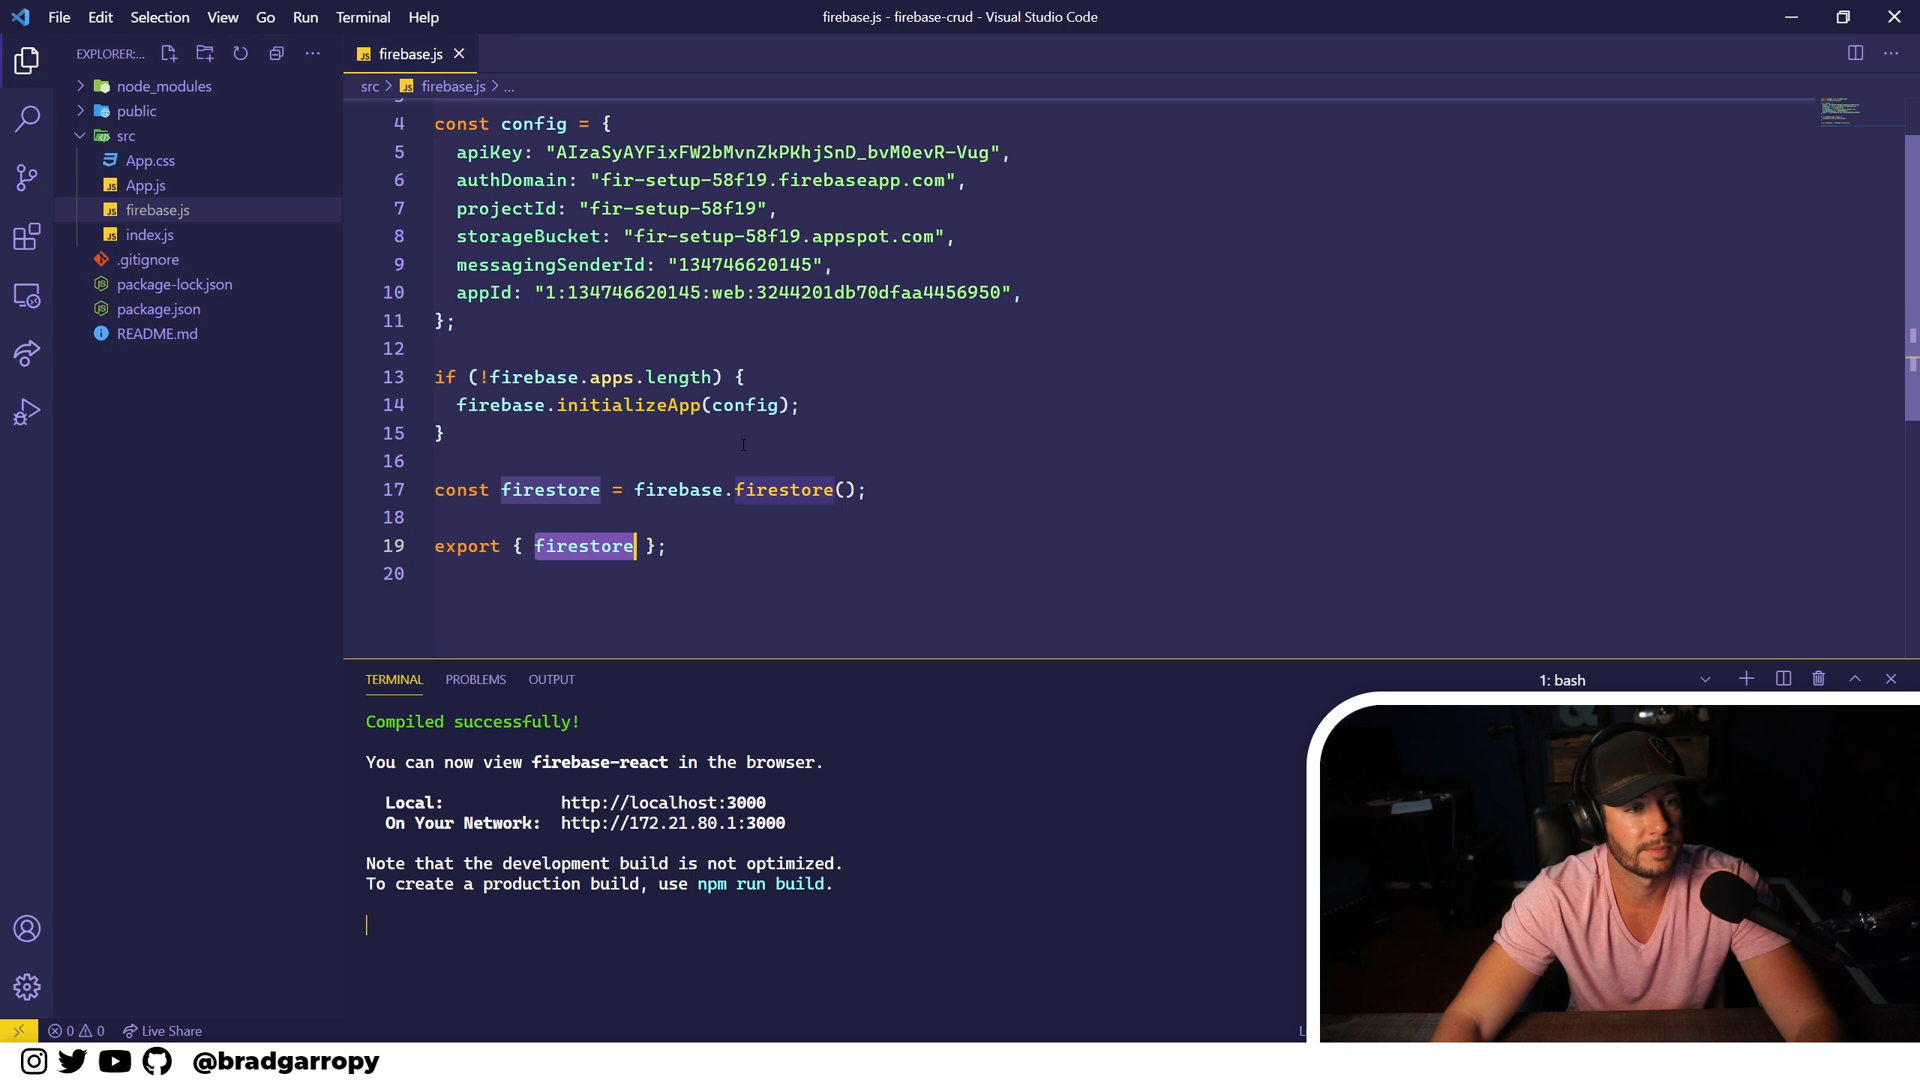 File Edit Selection View Go Run Terminal Help
firebase.js - firebase-crud - Visual Studio Code
EXPLORER:...
firebase.js
node_modules
public
src
App.css
App.js
firebase.js
index.js
.gitignore
package-lock.json
package.json
README.md
src > JS firebase.js > ...
4 const config = {
5 apiKey: "AIzaSyAYFixFW2bMvnZkPKhjSnD_bvM0evR-Vug",
6 authDomain: "fir-setup-58f19.firebaseapp.com",
7 projectId: "fir-setup-58f19",
8 storageBucket: "fir-setup-58f19.appspot.com",
9 messagingSenderId: "134746620145",
10 appId: "1:134746620145:web:3244201db70dfaa4456950",
11 };
12
13 if (!firebase.apps.length) {
14 firebase.initializeApp(config);
15 }
16
17 const firestore = firebase.firestore();
18
19 export { firestore };
20
TERMINAL PROBLEMS OUTPUT
1: bash
Compiled successfully!
You can now view firebase-react in the browser.
Local: http://localhost:3000
On Your Network: http://172.21.80.1:3000
Note that the development build is not optimized.
To create a production build, use npm run build.
0 0 Live Share
@bradgarropy